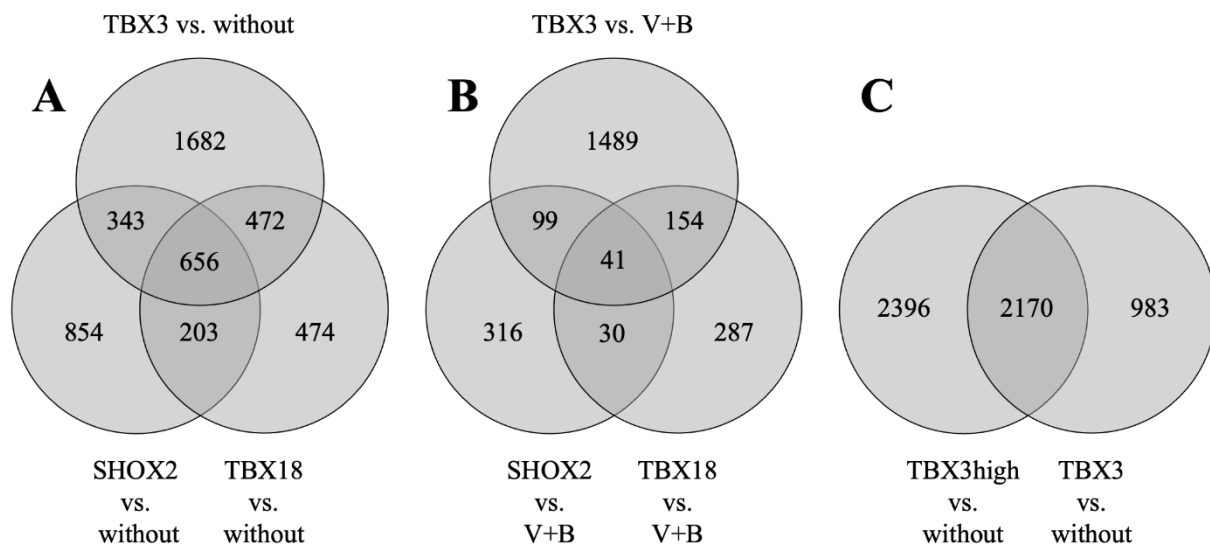 TBX3 vs. without
A
1682
343
472
656
854
203
474
SHOX2
vs.
without
TBX18
vs.
without
TBX3 vs. V+B
B
1489
99
154
41
316
30
287
SHOX2
vs.
V+B
TBX18
vs.
V+B
C
2396
2170
983
TBX3high
vs.
without
TBX3
vs.
without